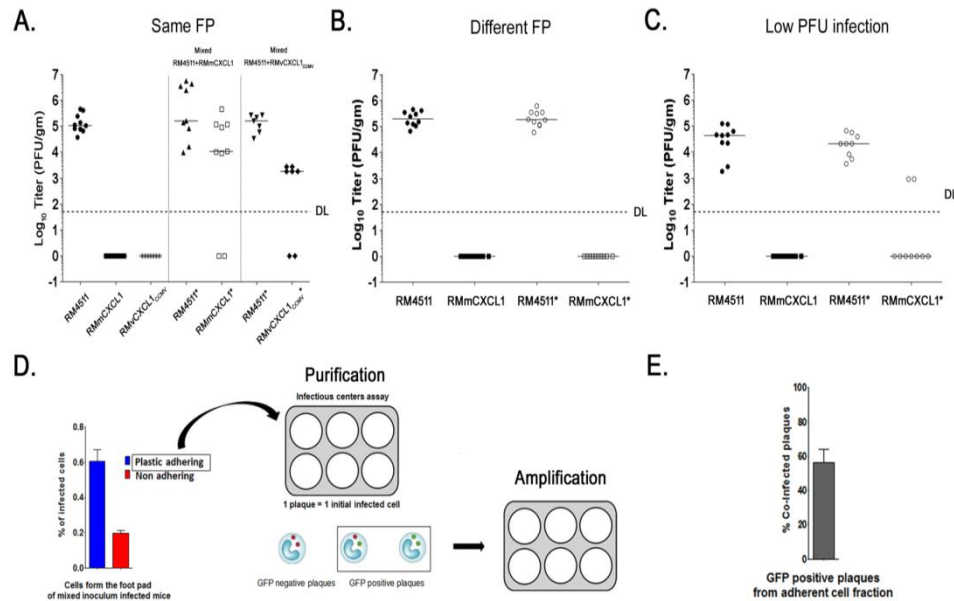 A.
Same FP
Mixed
RM4511+RMmCXCL1
Mixed
RM4511+RMvCXCL1CCMV
Log10 Titer (PFU/gm)
7
6
5
4
3
2
1
0
-1
DL
RM4511
RMmCXCL1
RMvCXCL1CCMV
RM4511*
RMmCXCL1*
RM4511*
RMvCXCL1CCMV*
B.
Different FP
Log10 Titer (PFU/gm)
7
6
5
4
3
2
1
0
-1
DL
RM4511
RMmCXCL1
RM4511*
RMmCXCL1*
C.
Low PFU infection
Log10 Titer (PFU/gm)
7
6
5
4
3
2
1
0
-1
DL
RM4511
RMmCXCL1
RM4511*
RMmCXCL1*
D.
% of infected cells
0.8
0.6
0.4
0.2
0.0
Plastic adhering
Non adhering
Cells form the foot pad
of mixed inoculum infected mice
Purification
Infectious centers assay
1 plaque = 1 initial infected cell
GFP negative plaques
GFP positive plaques
Amplification
E.
% Co-Infected plaques
100
80
60
40
20
0
GFP positive plaques
from adherent cell fraction